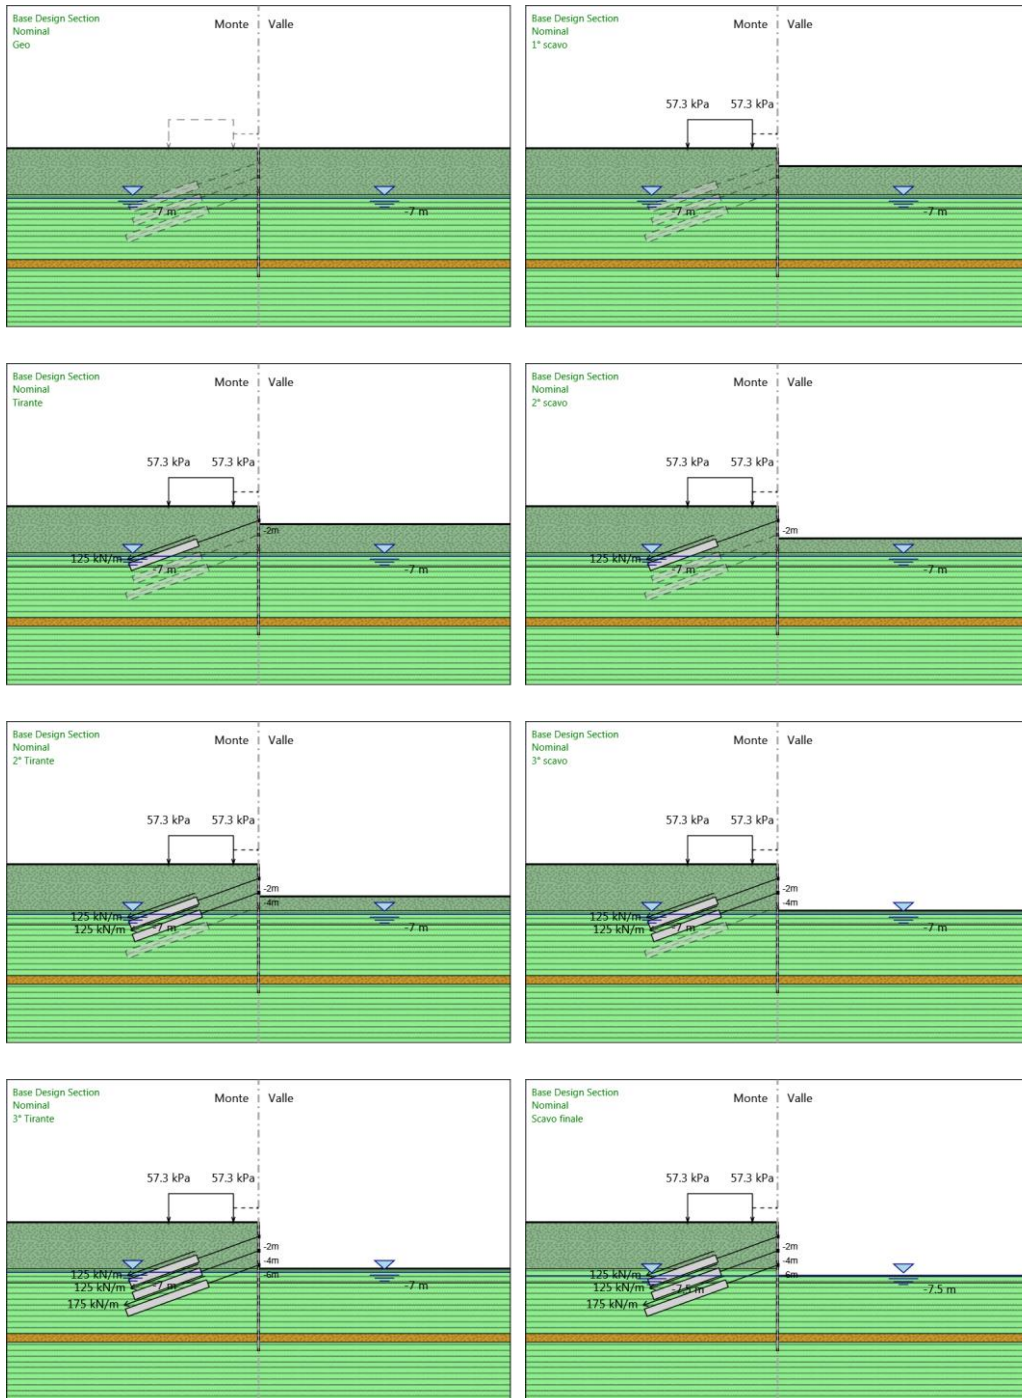 Base Design Section
Nominal
Geo
Monte Valle
-7 m
-7 m
Base Design Section
Nominal
1° scavo
Monte Valle
57.3 kPa 57.3 kPa
-7 m
-7 m
Base Design Section
Nominal
Tirante
Monte Valle
57.3 kPa 57.3 kPa
-2m
125 kN/m
-7 m
-7 m
Base Design Section
Nominal
2° scavo
Monte Valle
57.3 kPa 57.3 kPa
-2m
125 kN/m
-7 m
-7 m
Base Design Section
Nominal
2° Tirante
Monte Valle
57.3 kPa 57.3 kPa
-2m
-4m
125 kN/m
125 kN/m
-7 m
-7 m
Base Design Section
Nominal
3° scavo
Monte Valle
57.3 kPa 57.3 kPa
-2m
-4m
125 kN/m
125 kN/m
-7 m
-7 m
Base Design Section
Nominal
3° Tirante
Monte Valle
57.3 kPa 57.3 kPa
-2m
-4m
-6m
125 kN/m
125 kN/m
-7 m
-7 m
175 kN/m
Base Design Section
Nominal
Scavo finale
Monte Valle
57.3 kPa 57.3 kPa
-2m
-4m
-6m
125 kN/m
125 kN/m
-7.5 m
-7.5 m
175 kN/m